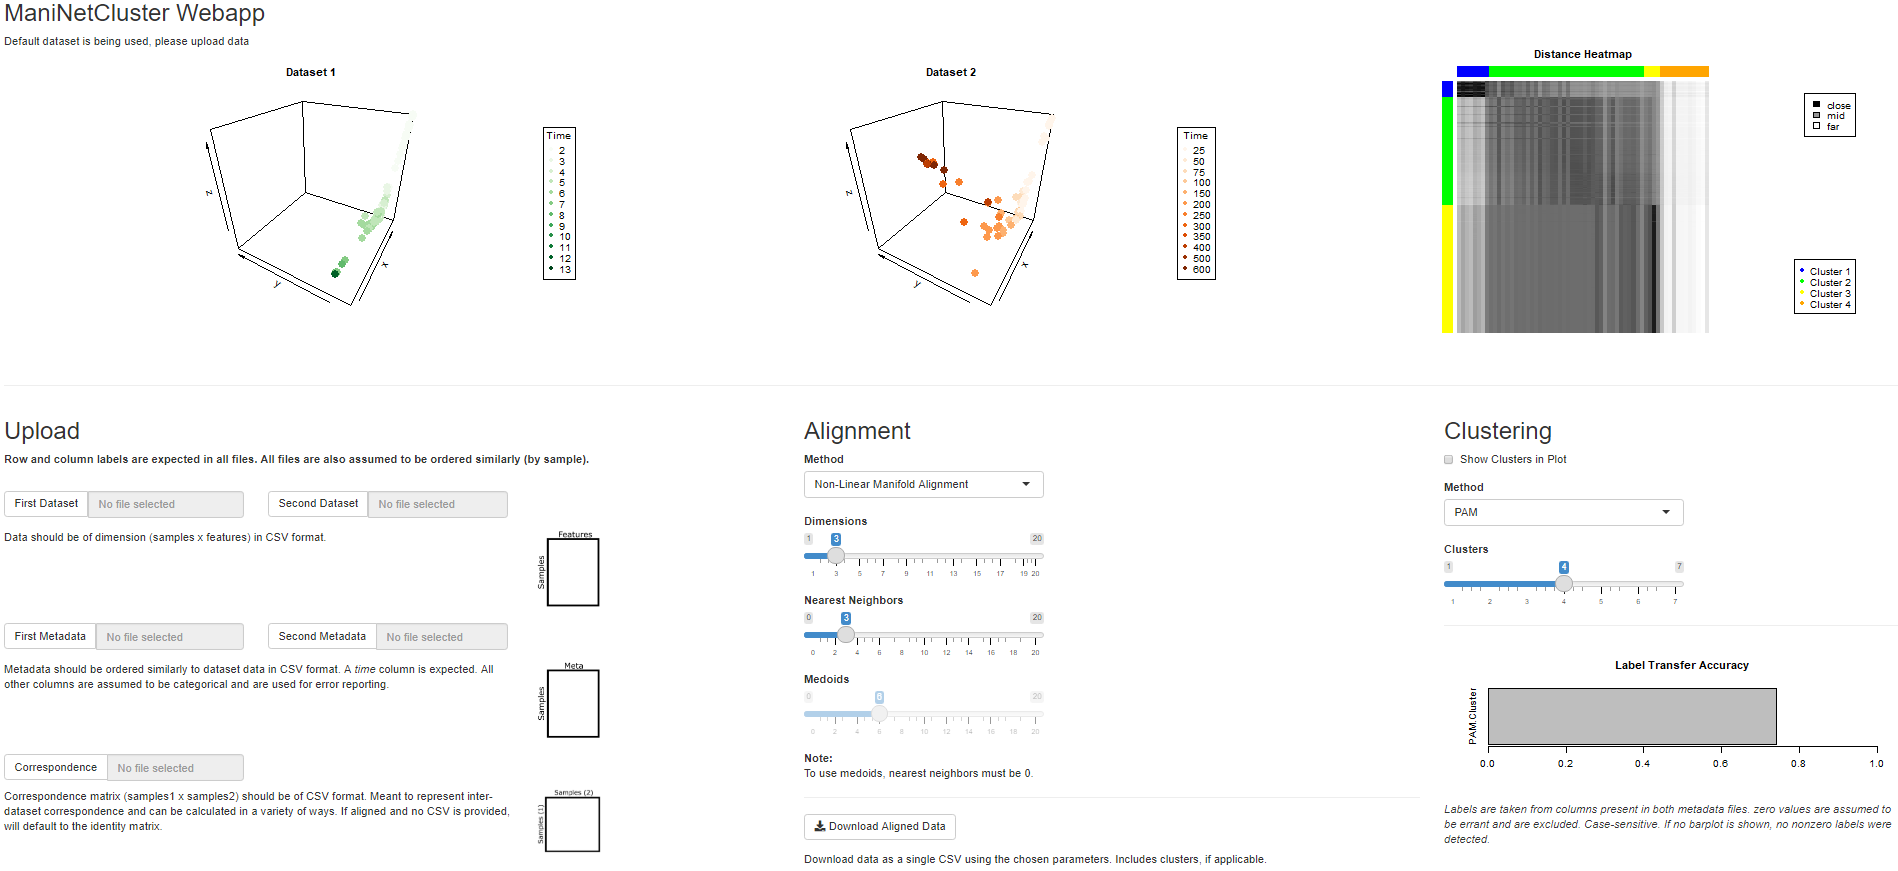 ManiNetCluster Webapp
Default dataset is being used, please upload data
Dataset 1
z
y
x
Time
2
3
4
5
6
7
8
9
10
11
12
13
Dataset 2
z
y
x
Time
25
50
75
100
150
200
250
300
350
400
500
600
Distance Heatmap
close
mid
far
Cluster 1
Cluster 2
Cluster 3
Cluster 4
Upload
Row and column labels are expected in all files. All files are also assumed to be ordered similarly (by sample).
First Dataset No file selected Second Dataset No file selected
Data should be of dimension (samples x features) in CSV format.
Features
Samples
First Metadata No file selected Second Metadata No file selected
Metadata should be ordered similarly to dataset data in CSV format. A time column is expected. All
other columns are assumed to be categorical and are used for error reporting.
Meta
Samples
Correspondence No file selected
Correspondence matrix (samples1 x samples2) should be of CSV format. Meant to represent inter-
dataset correspondence and can be calculated in a variety of ways. If aligned and no CSV is provided,
will default to the identity matrix.
Samples (2)
Samples (1)
Alignment
Method
Non-Linear Manifold Alignment
Dimensions
1 3 20
1 3 5 7 9 11 13 15 17 19 20
Nearest Neighbors
0 3 20
0 2 4 6 8 10 12 14 16 18 20
Medoids
0 6 20
0 2 4 6 8 10 12 14 16 18 20
Note:
To use medoids, nearest neighbors must be 0.
Download Aligned Data
Download data as a single CSV using the chosen parameters. Includes clusters, if applicable.
Clustering
Show Clusters in Plot
Method
PAM
Clusters
1 4 7
1 2 3 4 5 6 7
Label Transfer Accuracy
PAM.Cluster
0.0 0.2 0.4 0.6 0.8 1.0
Labels are taken from columns present in both metadata files. zero values are assumed to
be errant and are excluded. Case-sensitive. If no barplot is shown, no nonzero labels were
detected.